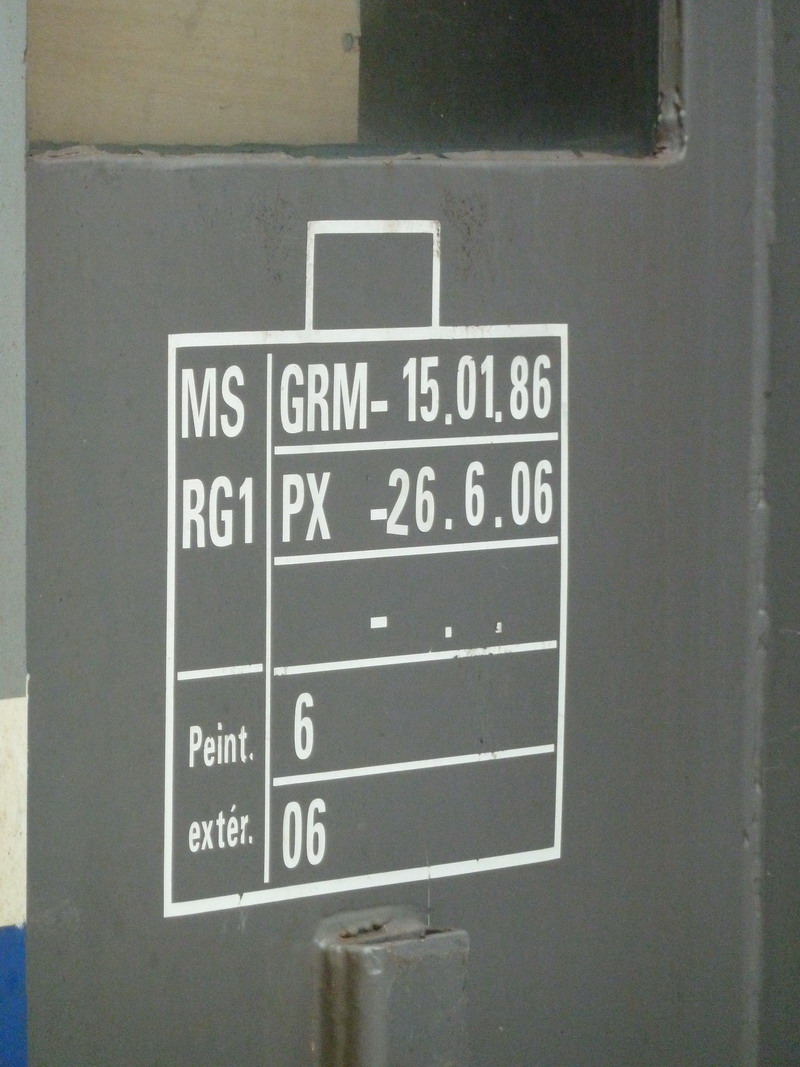 MS GRM- 15.01.86
RG1 PX -26.6.06
- . .
Peint. 6
extér. 06